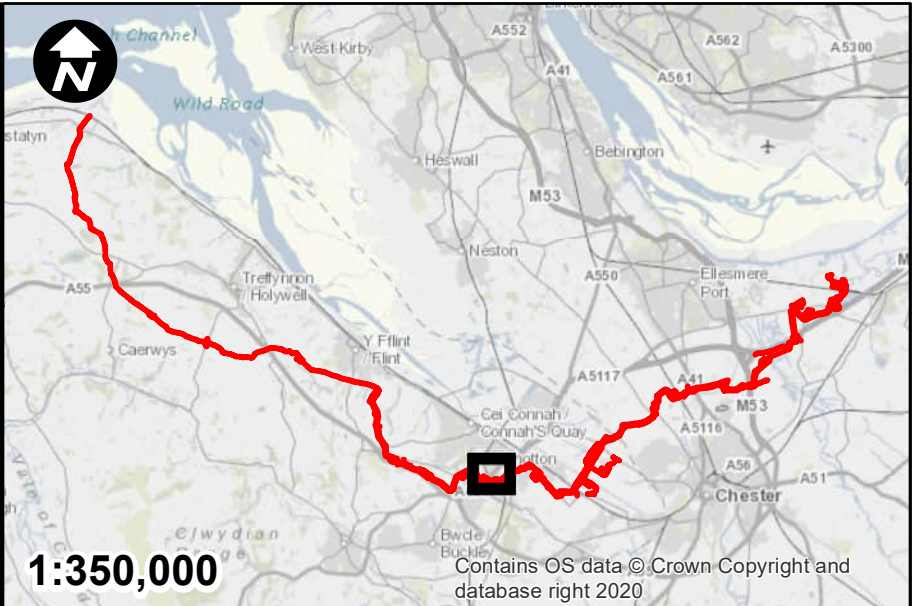 N
Channel
West Kirby
Wild Road
A552
A562
A5300
A41
A561
statyn
Heswall
Bebington
M53
Neston
A550
Ellesmere
Port
Treffynnon
/ Holywell
A55
Caerwys
Y Fflint
/ Flint
A5117
A41
Cei Connah /
Connah'S Quay
M53
A5116
A56
A51
Chester
Clwydian
Bwcle
Buckley
1:350,000
Contains OS data © Crown Copyright and
database right 2020